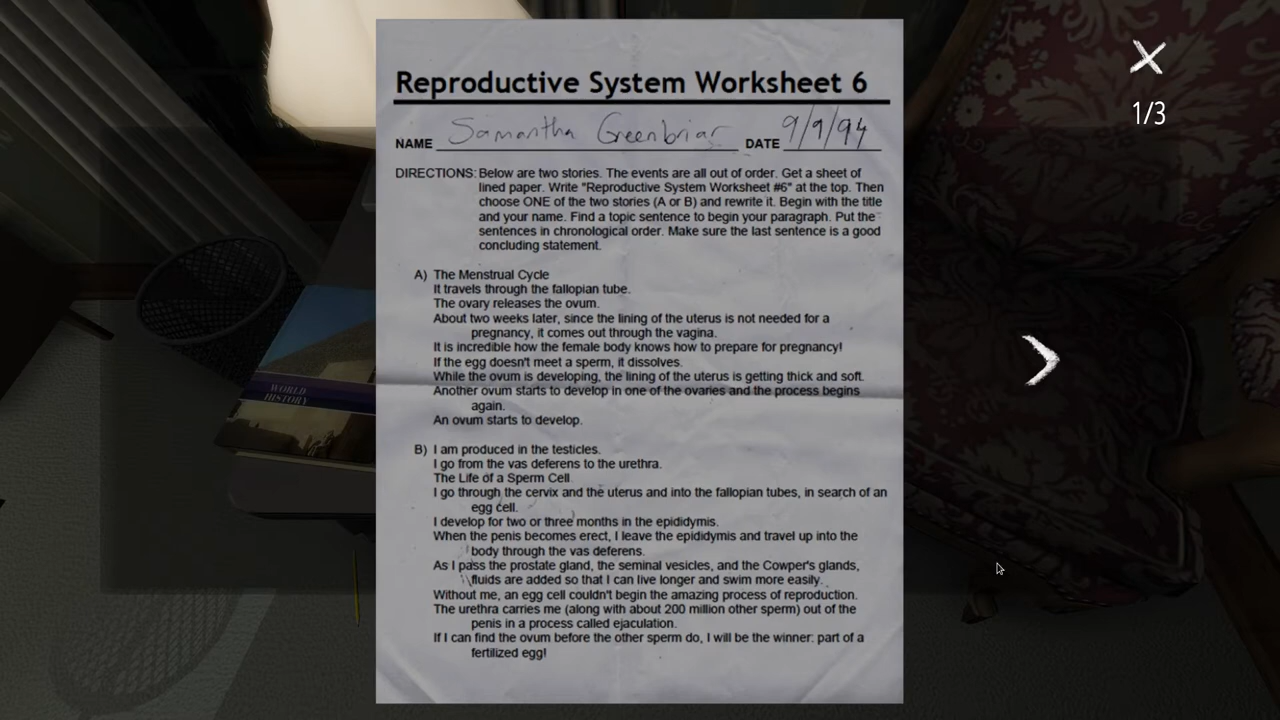 1/3
Reproductive System Worksheet 6
NAME Samantha Greenbriar DATE 9/9/94
DIRECTIONS: Below are two stories. The events are all out of order. Get a sheet of
lined paper. Write "Reproductive System Worksheet #6" at the top. Then
choose ONE of the two stories (A or B) and rewrite it. Begin with the title
and your name. Find a topic sentence to begin your paragraph. Put the
sentences in chronological order. Make sure the last sentence is a good
concluding statement.
A) The Menstrual Cycle
It travels through the fallopian tube.
The ovary releases the ovum.
About two weeks later, since the lining of the uterus is not needed for a
pregnancy, it comes out through the vagina.
It is incredible how the female body knows how to prepare for pregnancy!
If the egg doesn't meet a sperm, it dissolves.
While the ovum is developing, the lining of the uterus is getting thick and soft.
Another ovum starts to develop in one of the ovaries and the process begins
again.
An ovum starts to develop.
B) I am produced in the testicles.
I go from the vas deferens to the urethra.
The Life of a Sperm Cell
I go through the cervix and the uterus and into the fallopian tubes, in search of an
egg cell.
I develop for two or three months in the epididymis.
When the penis becomes erect, I leave the epididymis and travel up into the
body through the vas deferens.
As I pass the prostate gland, the seminal vesicles, and the Cowper's glands,
fluids are added so that I can live longer and swim more easily.
Without me, an egg cell couldn't begin the amazing process of reproduction.
The urethra carries me (along with about 200 million other sperm) out of the
penis in a process called ejaculation.
If I can find the ovum before the other sperm do, I will be the winner: part of a
fertilized egg!
WORLD
HISTORY